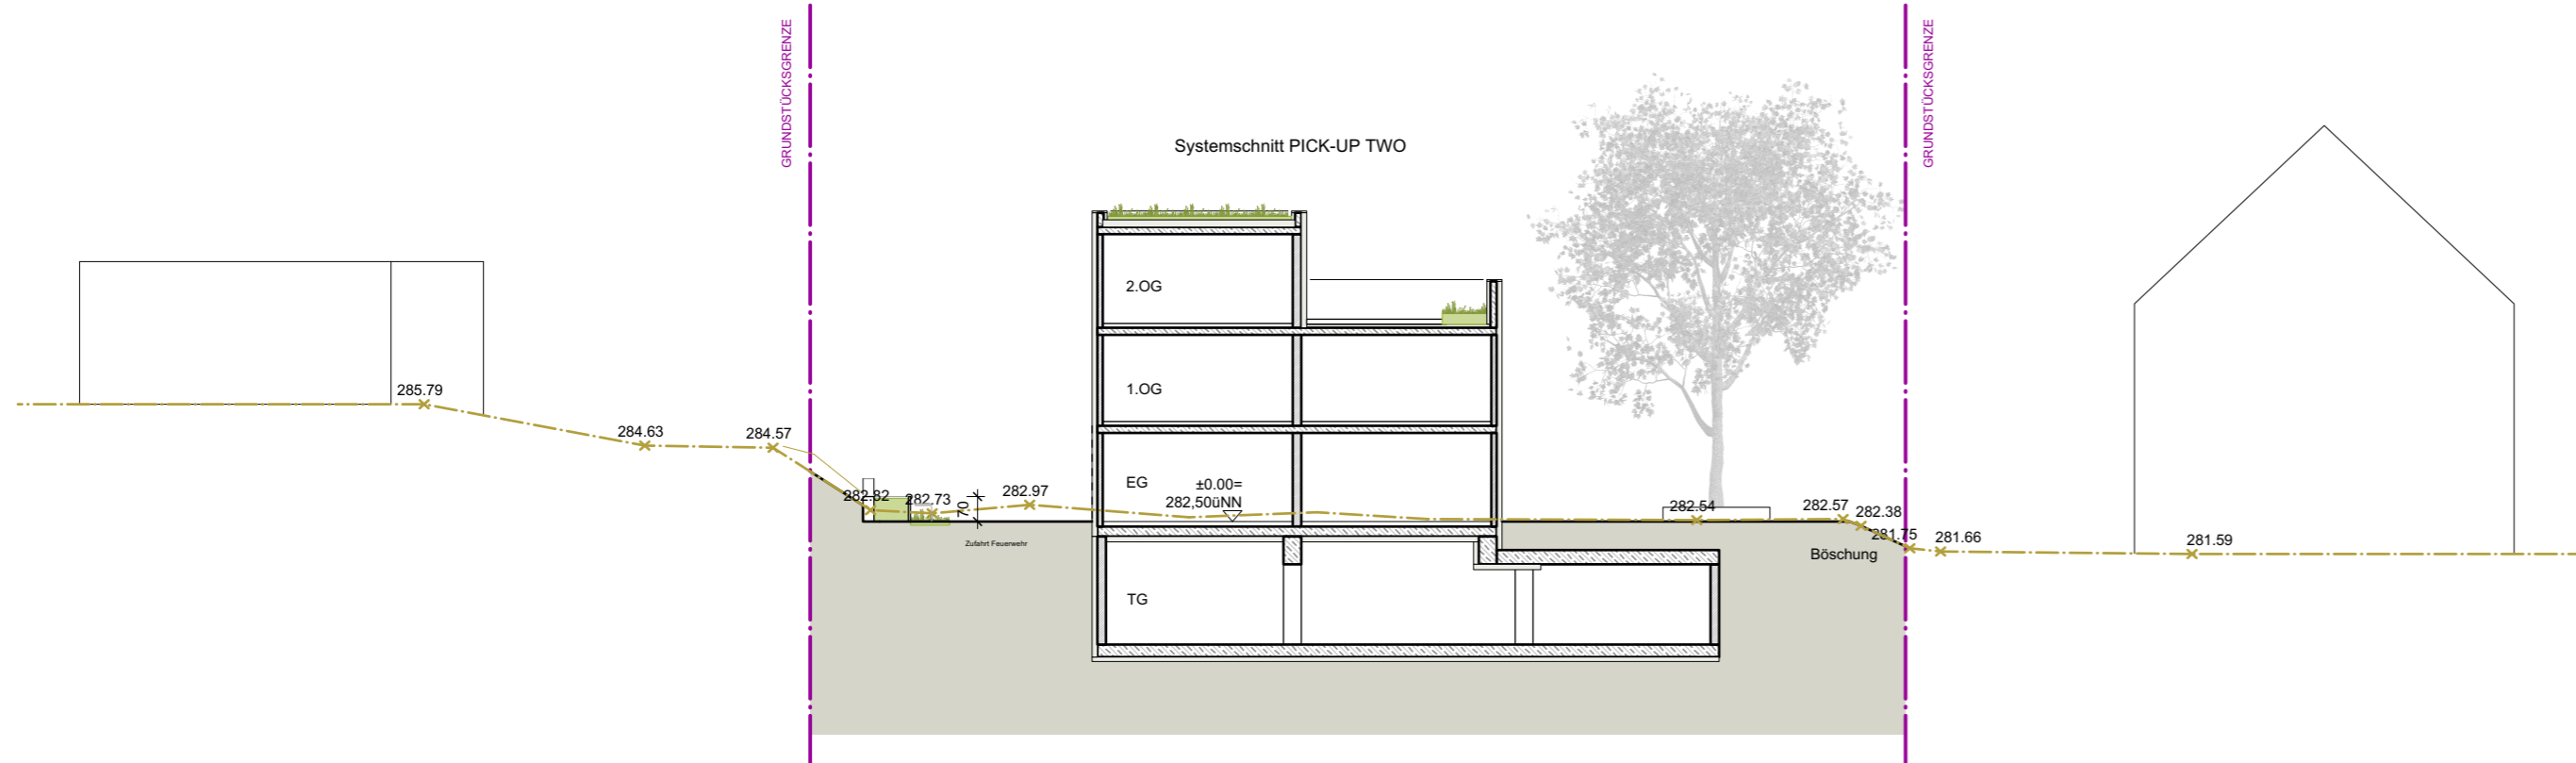 GRUNDSTÜCKSGRENZE
GRUNDSTÜCKSGRENZE
Systemschnitt PICK-UP TWO
2.OG
1.OG
285.79
284.63
284.57
EG
±0.00=
282,50üNN
282.82
282.73
70
282.97
282.54
282.57
282.38
281.75
281.66
281.59
Zufahrt Feuerwehr
Böschung
TG